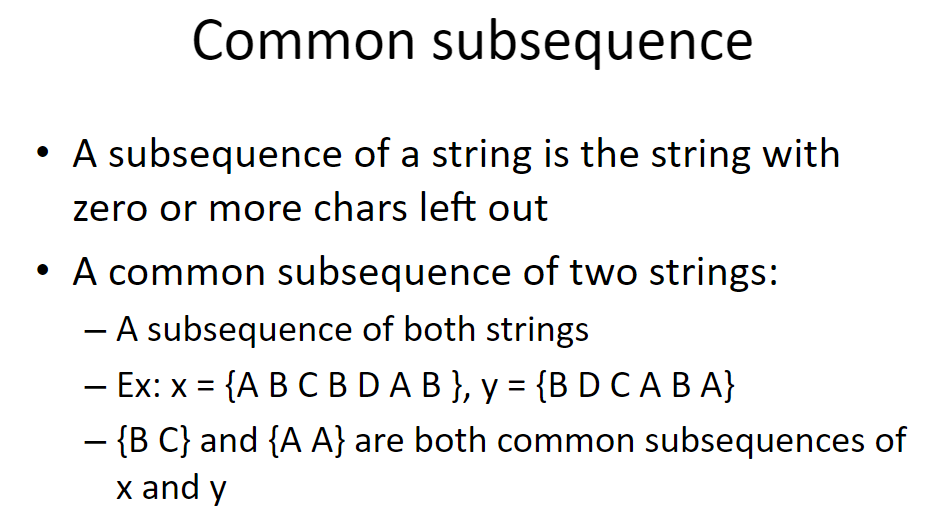 Common subsequence
• A subsequence of a string is the string with
zero or more chars left out
• A common subsequence of two strings:
– A subsequence of both strings
– Ex: x = {A B C B D A B }, y = {B D C A B A}
– {B C} and {A A} are both common subsequences of
x and y